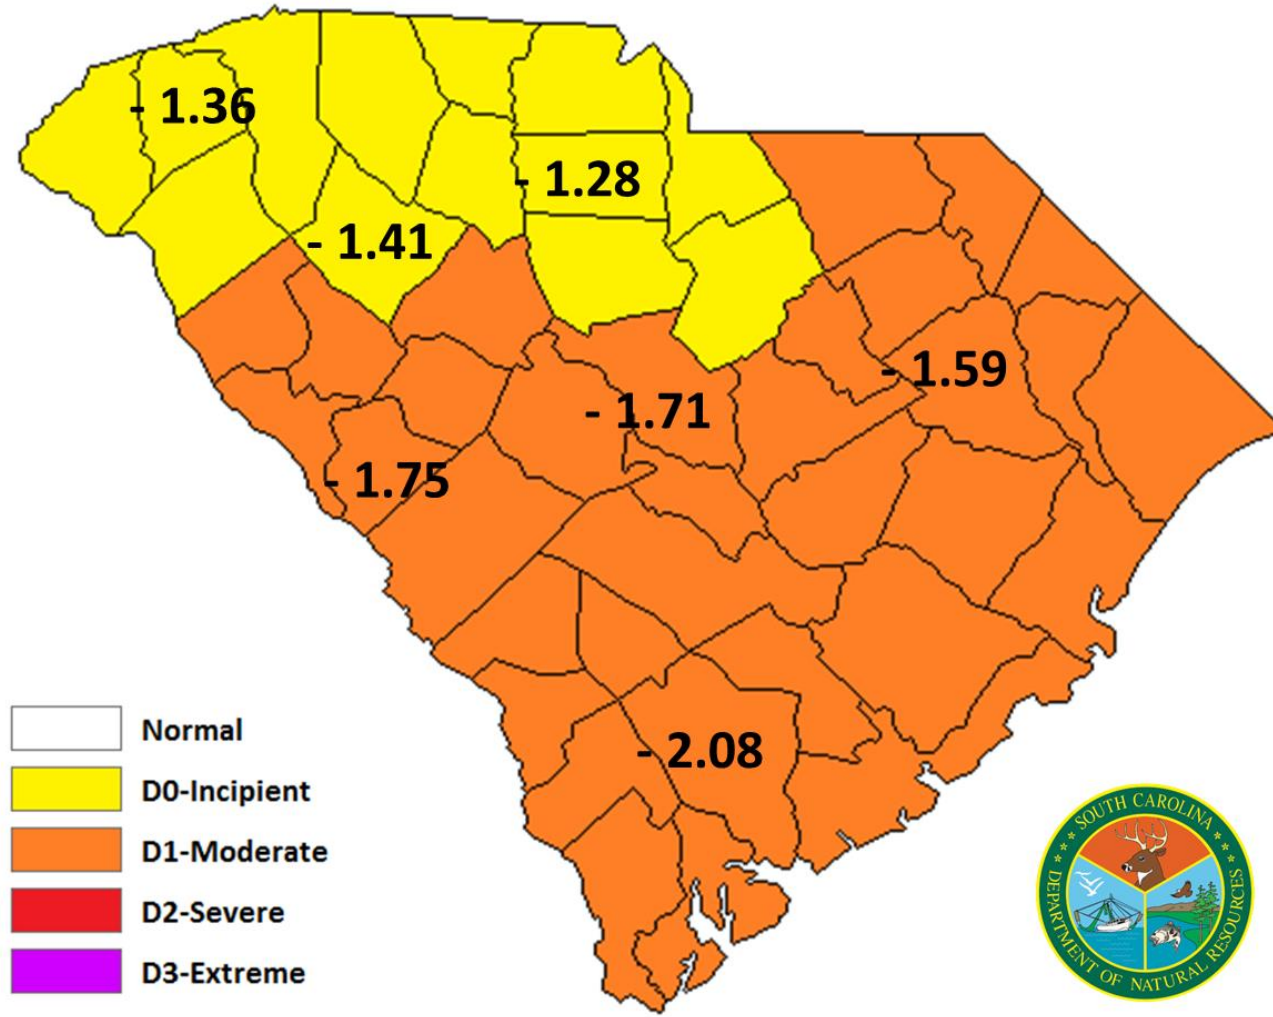 - 1.36
- 1.28
- 1.41
- 1.59
- 1.71
- 1.75
- 2.08
Normal
D0-Incipient
D1-Moderate
D2-Severe
D3-Extreme
SOUTH CAROLINA
DEPARTMENT OF NATURAL RESOURCES